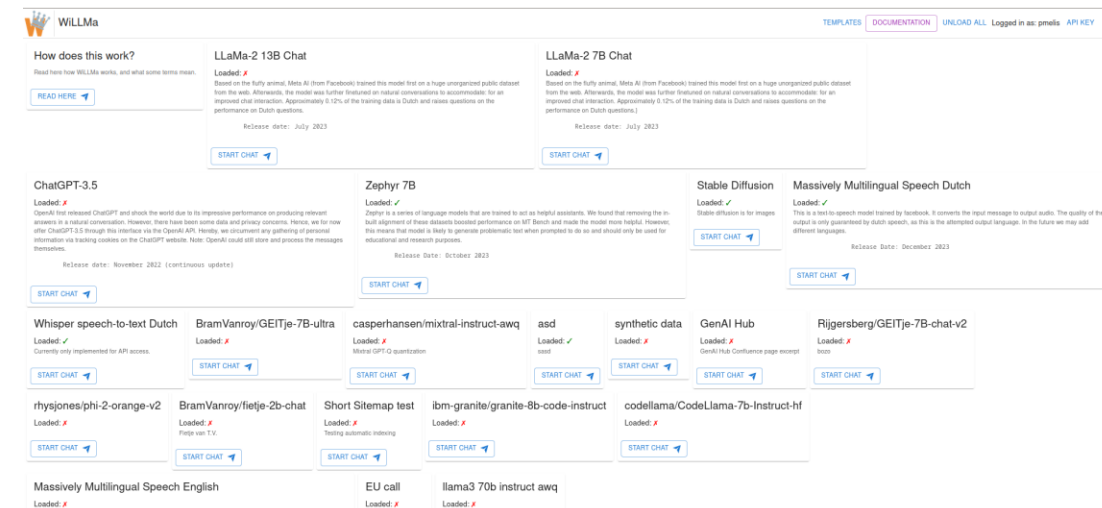 WiLLMa
TEMPLATES DOCUMENTATION UNLOAD ALL Logged in as: pmelis API KEY
How does this work?
Read here how WiLLMa works, and what some terms mean.
READ HERE
LLaMa-2 13B Chat
Loaded: ✗
Based on the fluffy animal, Meta AI (from Facebook) trained this model first on a huge unorganized public dataset
from the web. Afterwards, the model was further finetuned on natural conversations to accommodate: for an
improved chat interaction. Approximately 0.12% of the training data is Dutch and raises questions on the
performance on Dutch questions.
Release date: July 2023
START CHAT
LLaMa-2 7B Chat
Loaded: ✗
Based on the fluffy animal, Meta AI (from Facebook) trained this model first on a huge unorganized public dataset
from the web. Afterwards, the model was further finetuned on natural conversations to accommodate: for an
improved chat interaction. Approximately 0.12% of the training data is Dutch and raises questions on the
performance on Dutch questions.)
Release date: July 2023
START CHAT
ChatGPT-3.5
Loaded: ✗
OpenAI first released ChatGPT and shook the world due to its impressive performance on producing relevant
answers in a natural conversation. However, there have been some data and privacy concerns. Hence, we for now
offer ChatGPT-3.5 through this interface via the OpenAI API. Hereby, we circumvent any gathering of personal
information via tracking cookies on the ChatGPT website. Note: OpenAI could still store and process the messages
themselves.
Release date: November 2022 (continuous update)
START CHAT
Zephyr 7B
Loaded: ✓
Zephyr is a series of language models that are trained to act as helpful assistants. We found that removing the in-
built alignment of these datasets boosted performance on MT Bench and made the model more helpful. However,
this means that model is likely to generate problematic text when prompted to do so and should only be used for
educational and research purposes.
Release Date: October 2023
START CHAT
Stable Diffusion
Loaded: ✓
Stable diffusion is for images
START CHAT
Massively Multilingual Speech Dutch
Loaded: ✓
This is a text-to-speech model trained by facebook. It converts the input message to output audio. The quality of the
output is only guaranteed by dutch speech, as this is the attempted output language. In the future we may add
different languages.
Release Date: December 2023
START CHAT
Whisper speech-to-text Dutch
Loaded: ✓
Currently only implemented for API access.
START CHAT
BramVanroy/GEITje-7B-ultra
Loaded: ✗
START CHAT
casperhansen/mixtral-instruct-awq
Loaded: ✗
Mixtral GPT-Q quantization
START CHAT
asd
Loaded: ✓
sasd
START CHAT
synthetic data
Loaded: ✗
START CHAT
GenAI Hub
Loaded: ✗
GenAI Hub Confluence page excerpt
START CHAT
Rijgersberg/GEITje-7B-chat-v2
Loaded: ✗
bozo
START CHAT
rhysjones/phi-2-orange-v2
Loaded: ✗
START CHAT
BramVanroy/fietje-2b-chat
Loaded: ✗
Fietje van T.V.
START CHAT
Short Sitemap test
Loaded: ✗
Testing automatic indexing
START CHAT
ibm-granite/granite-8b-code-instruct
Loaded: ✗
START CHAT
codellama/CodeLlama-7b-Instruct-hf
Loaded: ✗
START CHAT
Massively Multilingual Speech English
Loaded: ✗
EU call
Loaded: ✗
llama3 70b instruct awq
Loaded: ✗